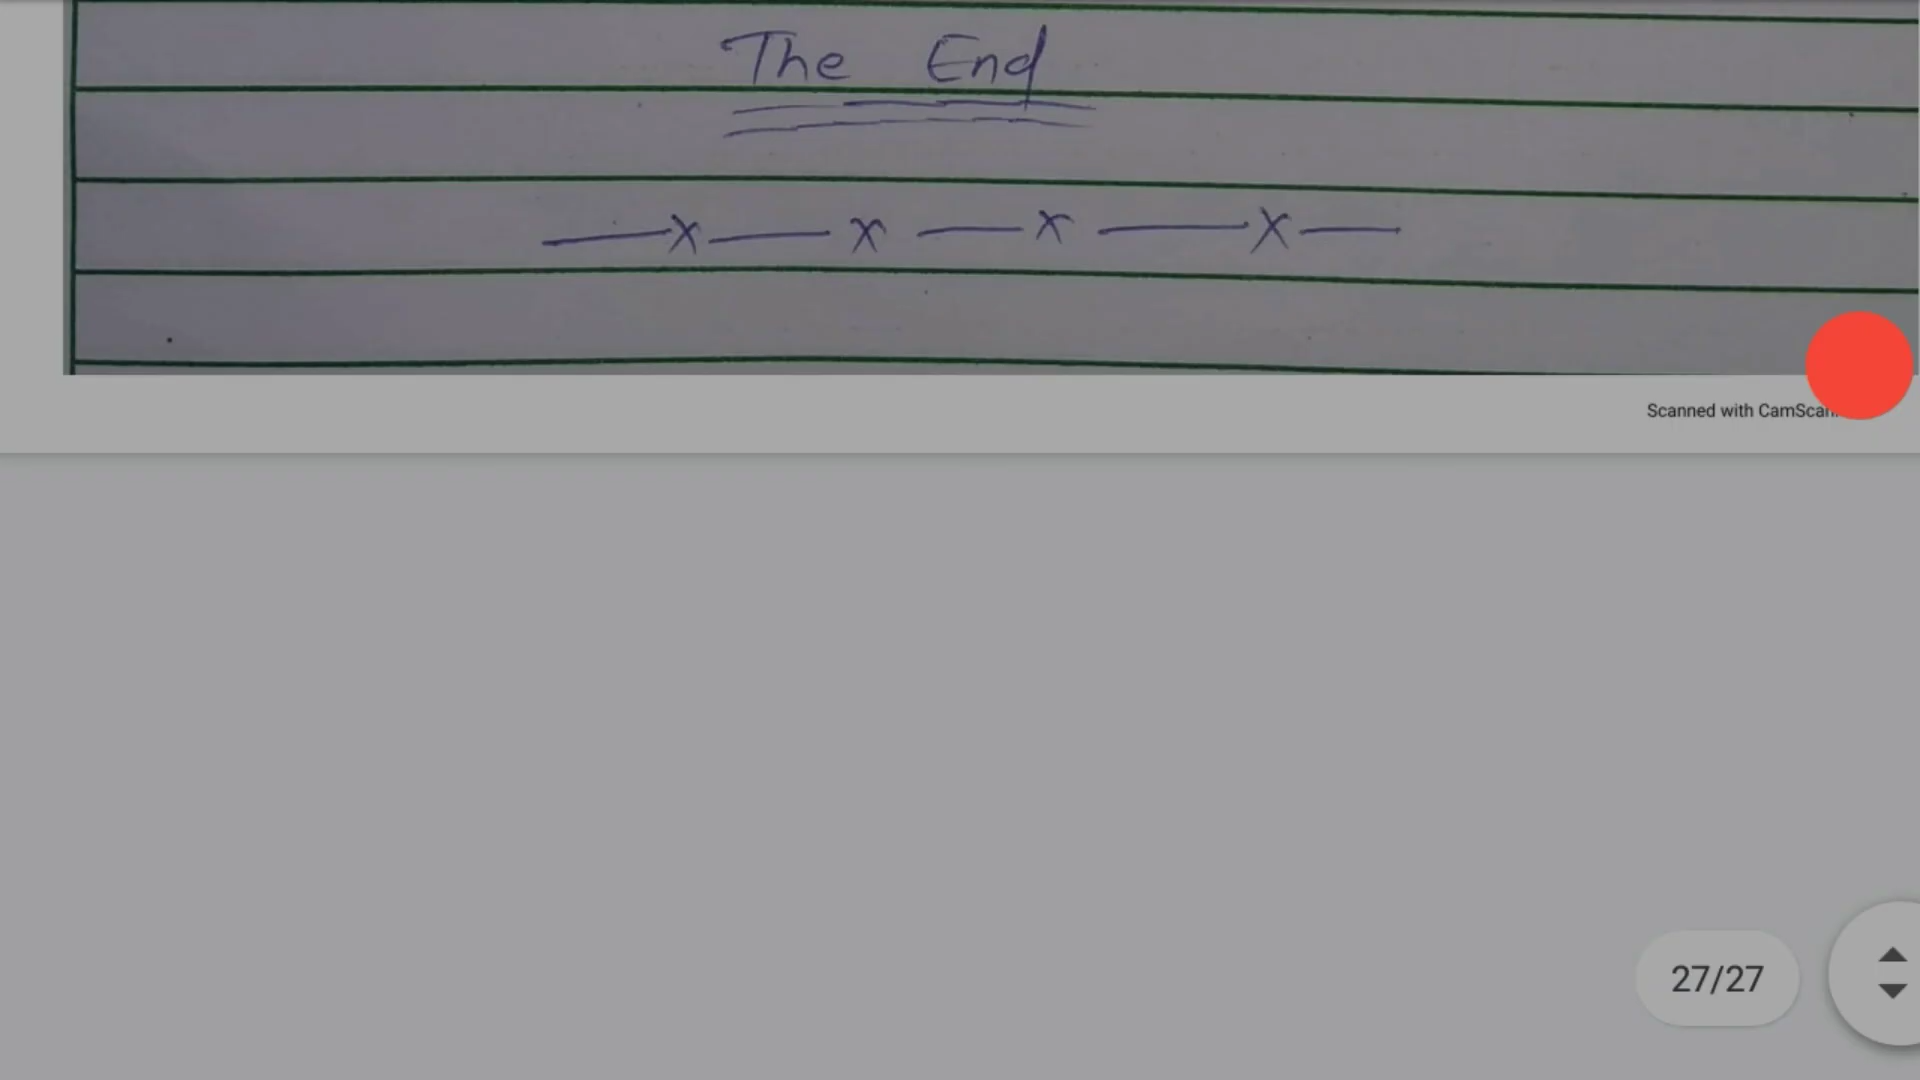 The End
—x—x—x—x—
Scanned with CamScan
27/27